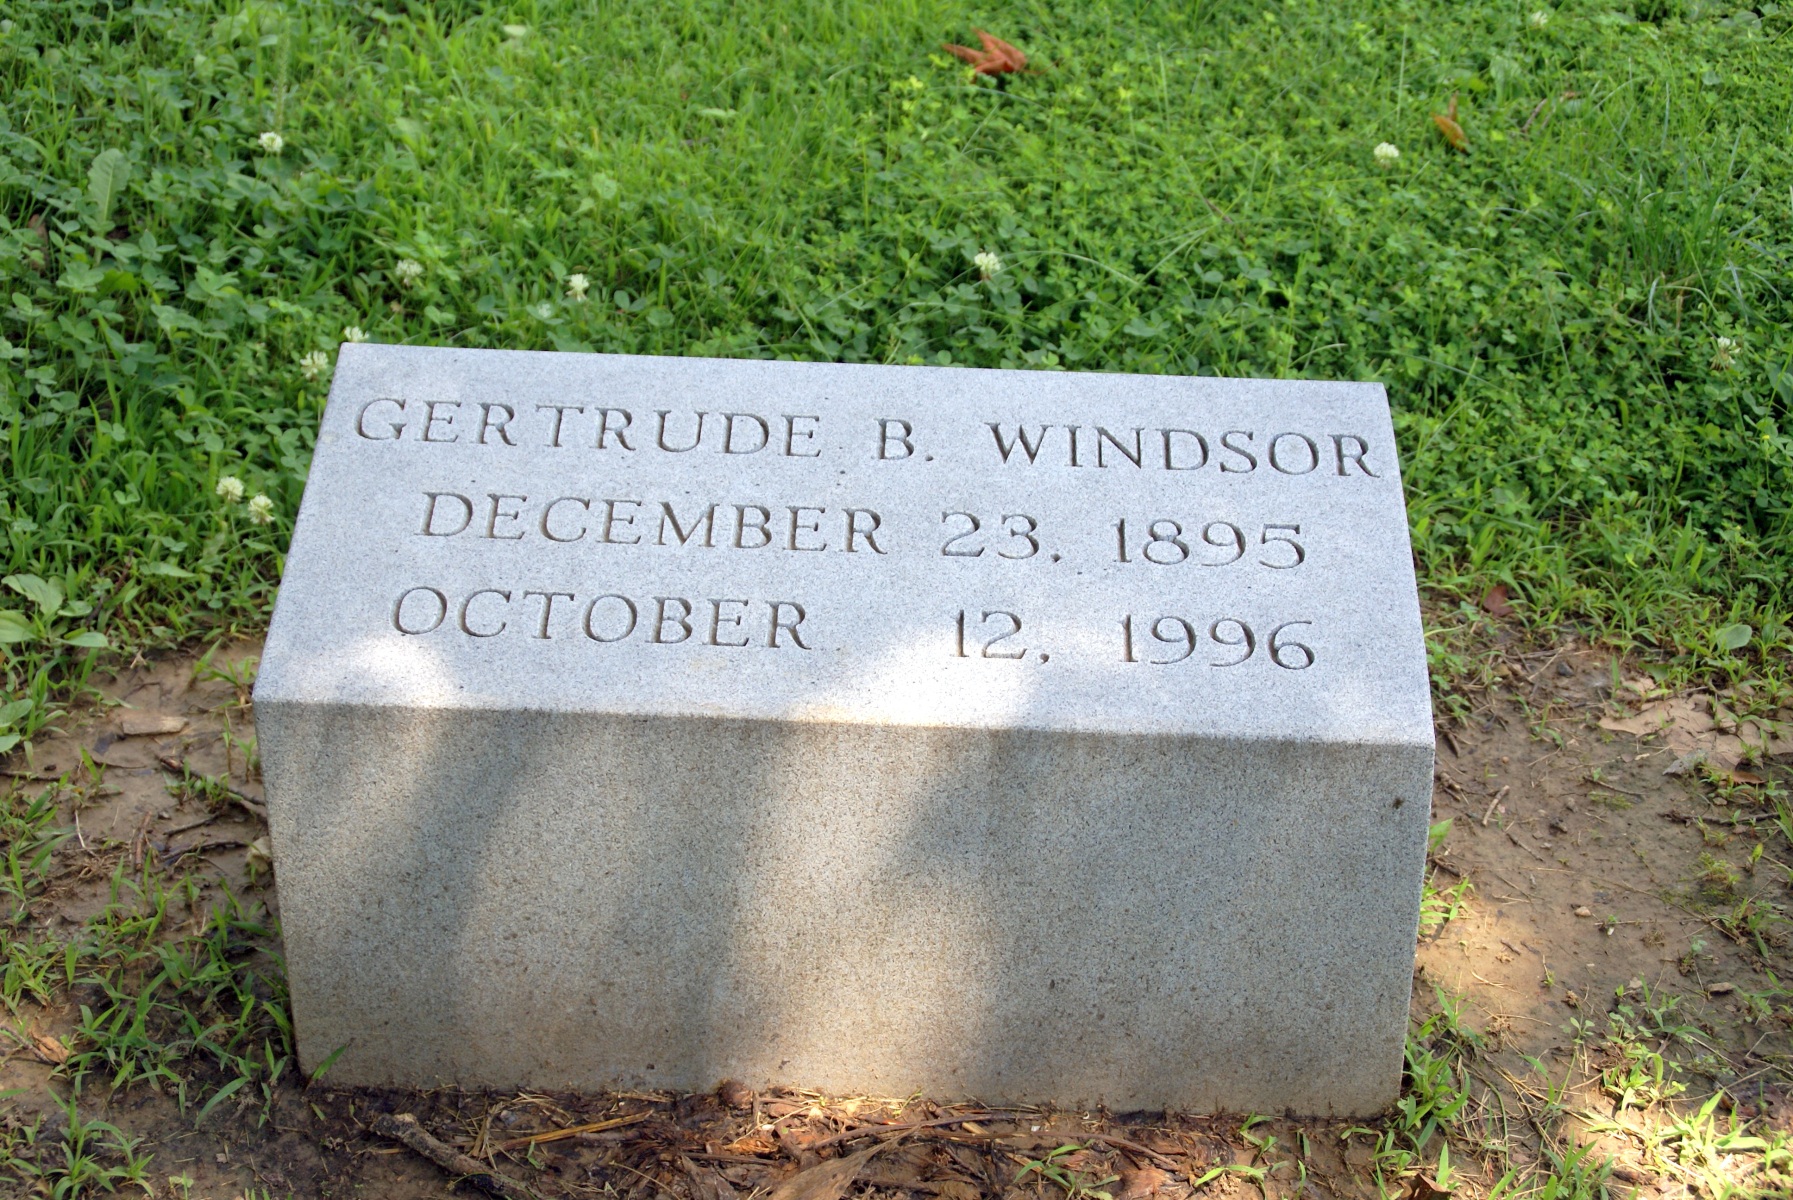 GERTRUDE B. WINDSOR
DECEMBER 23, 1895
OCTOBER 12, 1996